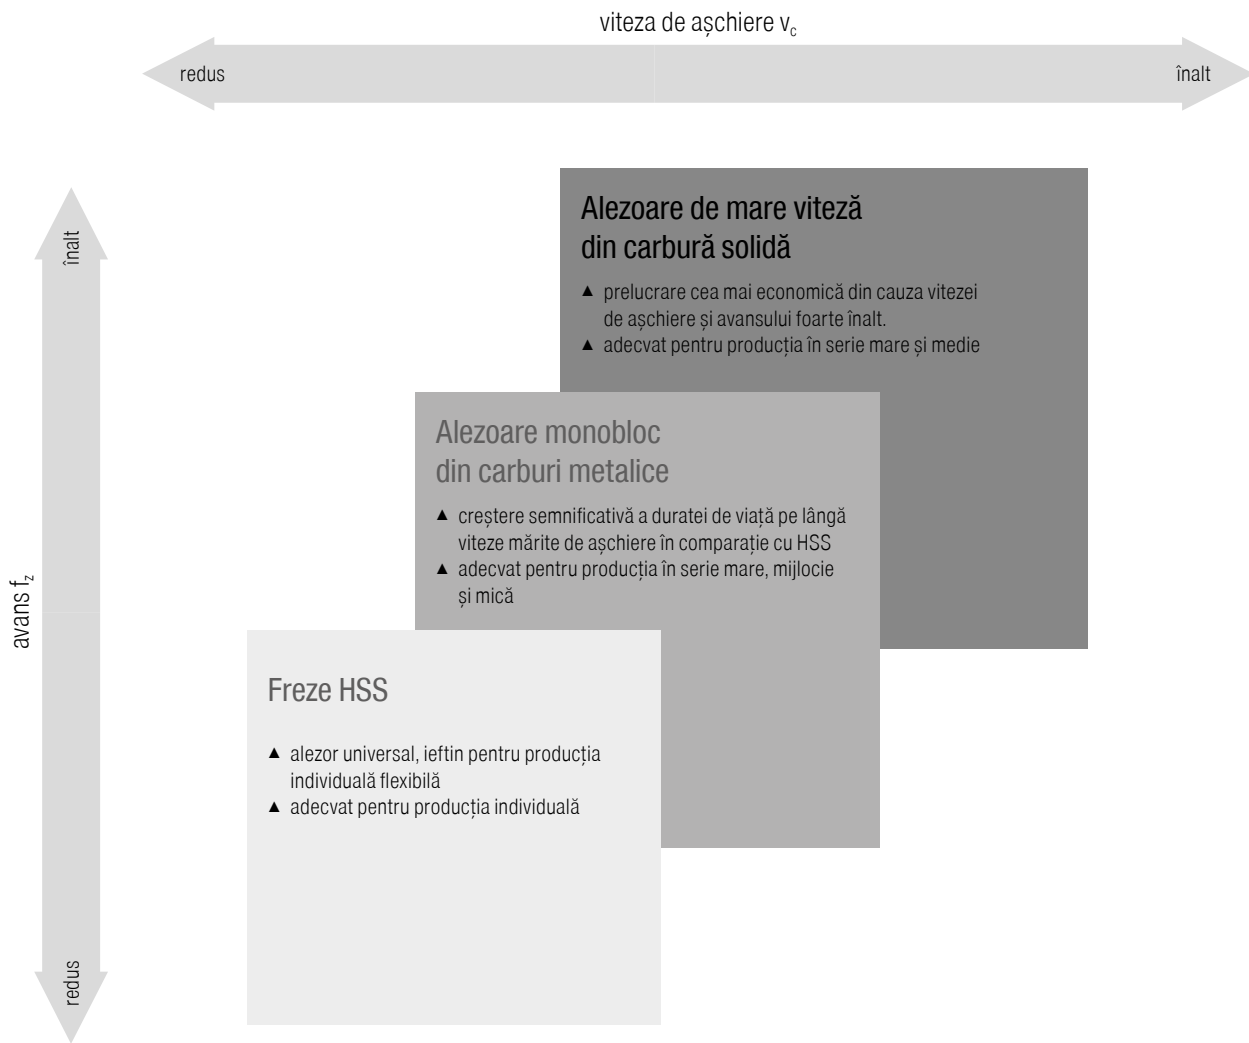 viteza de așchiere vc
redus
înalt
înalt
avans fz
redus
Alezoare de mare viteză
din carbură solidă
▲ prelucrare cea mai economică din cauza vitezei
de așchiere și avansului foarte înalt.
▲ adecvat pentru producția în serie mare și medie
Alezoare monobloc
din carburi metalice
▲ creștere semnificativă a duratei de viață pe lângă
viteze mărite de așchiere în comparație cu HSS
▲ adecvat pentru producția în serie mare, mijlocie
și mică
Freze HSS
▲ alezor universal, ieftin pentru producția
individuală flexibilă
▲ adecvat pentru producția individuală